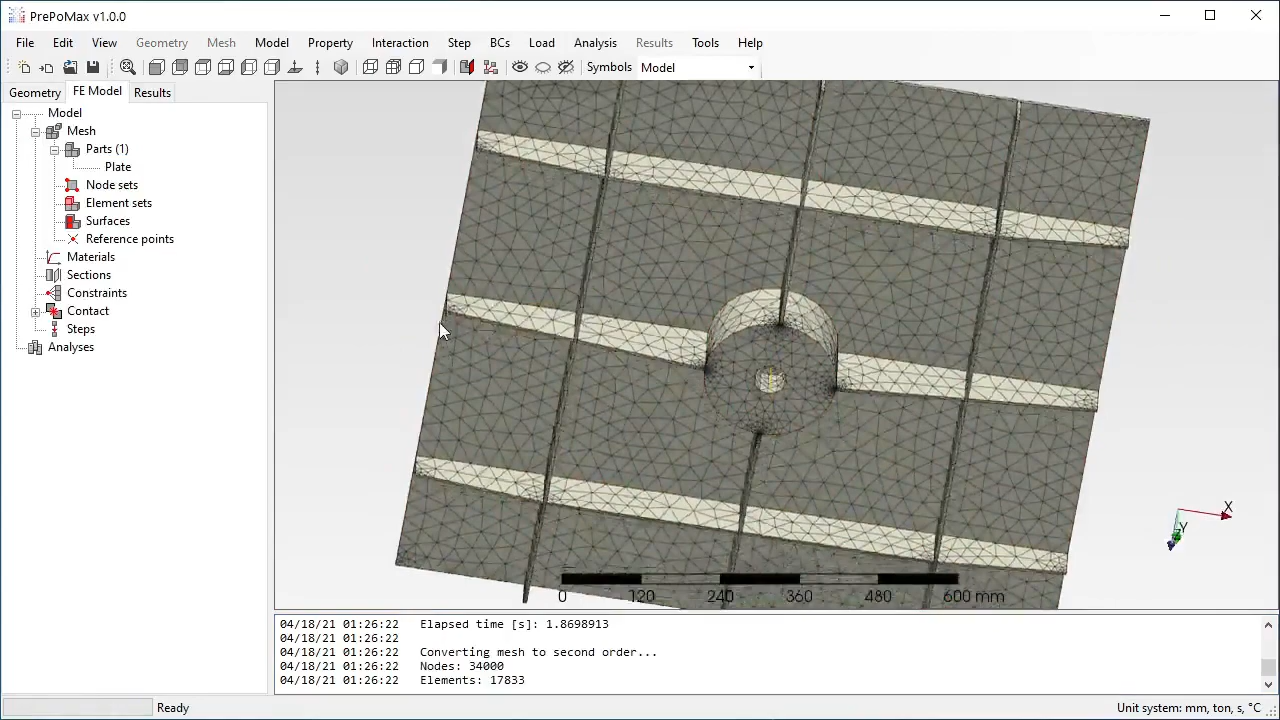 PrePoMax v1.0.0
File Edit View Geometry Mesh Model Property Interaction Step BCs Load Analysis Results Tools Help
Symbols Model
Geometry FE Model Results
Model
Mesh
Parts (1)
Plate
Node sets
Element sets
Surfaces
Reference points
Materials
Sections
Constraints
Contact
Steps
Analyses
X
Y
Z
0 120 240 360 480 600 mm
04/18/21 01:26:22 Elapsed time [s]: 1.8698913
04/18/21 01:26:22
04/18/21 01:26:22 Converting mesh to second order...
04/18/21 01:26:22 Nodes: 34000
04/18/21 01:26:22 Elements: 17833
Ready Unit system: mm, ton, s, °C